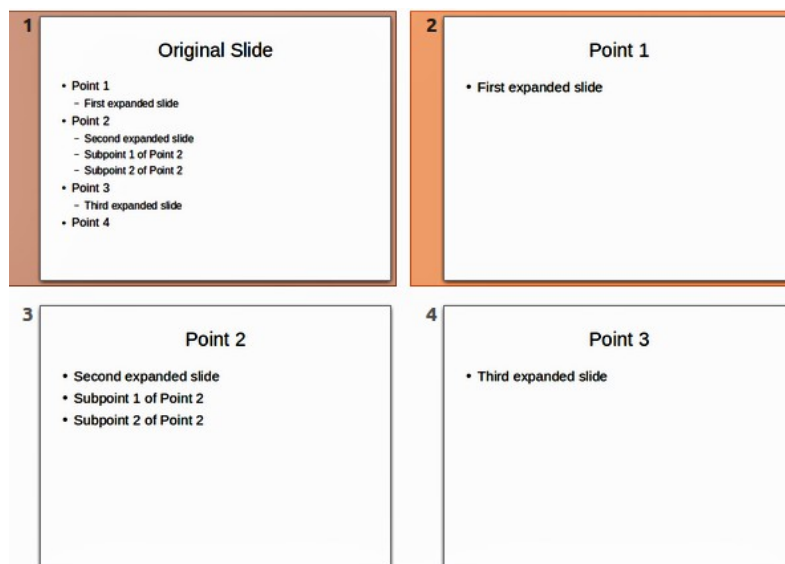 1
Original Slide
• Point 1
– First expanded slide
• Point 2
– Second expanded slide
– Subpoint 1 of Point 2
– Subpoint 2 of Point 2
• Point 3
– Third expanded slide
• Point 4
2
Point 1
• First expanded slide
3
Point 2
• Second expanded slide
• Subpoint 1 of Point 2
• Subpoint 2 of Point 2
4
Point 3
• Third expanded slide